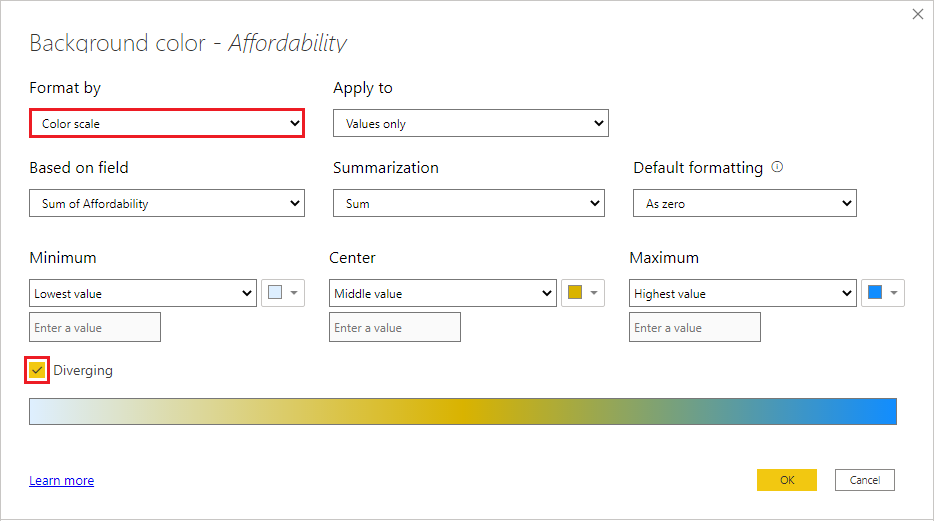 Background color - Affordability
Format by
Apply to
Color scale
Values only
Based on field
Summarization
Default formatting
Sum of Affordability
Sum
As zero
Minimum
Center
Maximum
Lowest value
Middle value
Highest value
Enter a value
Enter a value
Enter a value
Diverging
Learn more
OK
Cancel